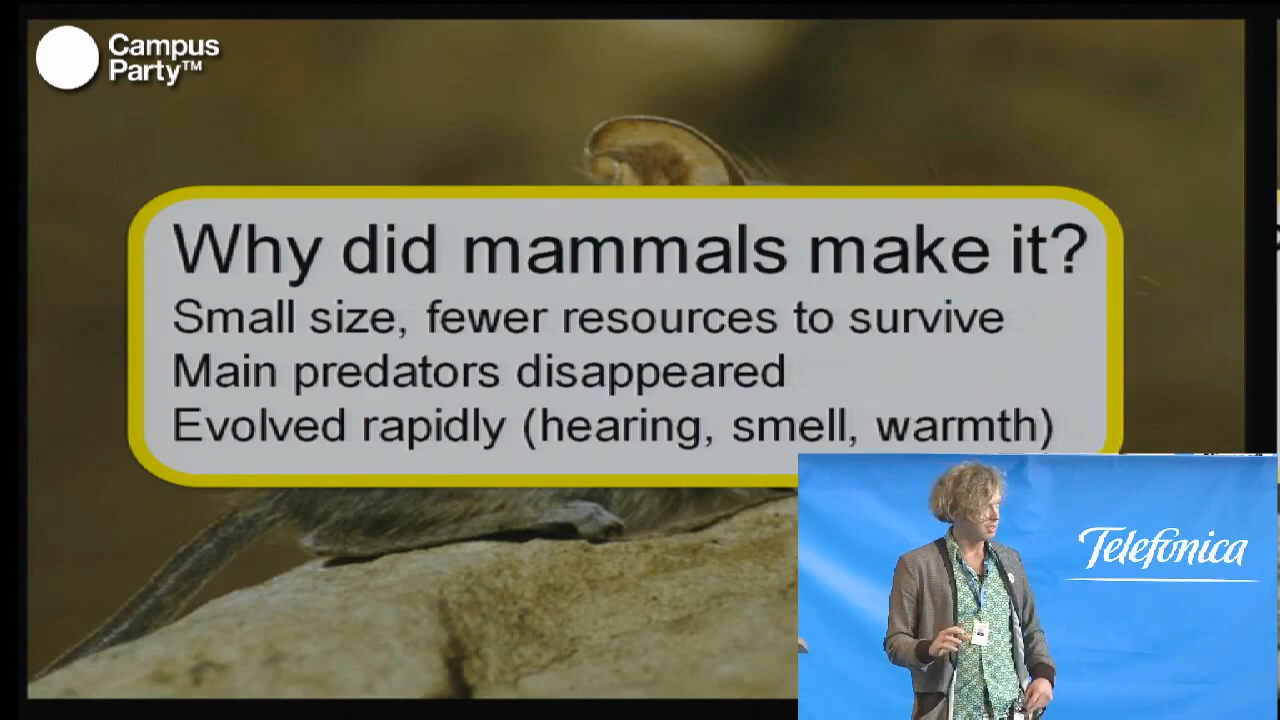 Campus
Party™
Why did mammals make it?
Small size, fewer resources to survive
Main predators disappeared
Evolved rapidly (hearing, smell, warmth)
Telefónica